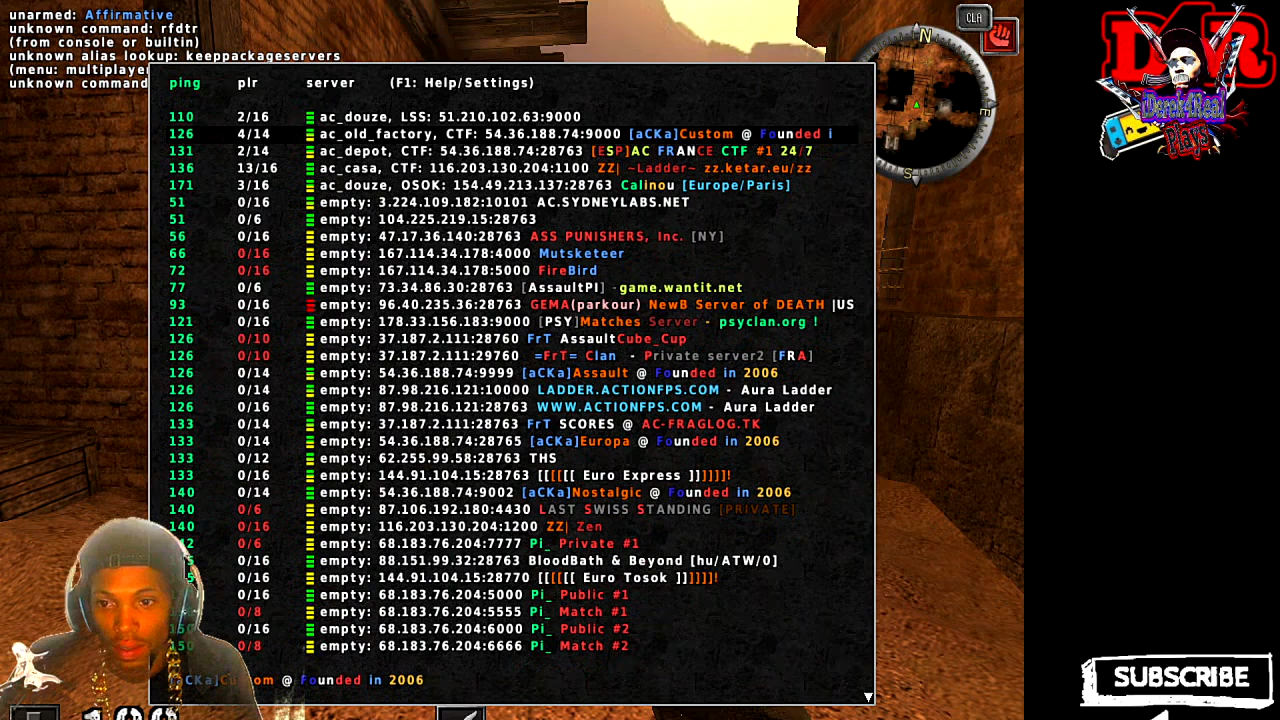 unarmed: Affirmative
unknown command: rfdtr
(from console or builtin)
unknown alias lookup: keeppackageservers
(menu: multiplayer
unknown command
CLA
N
E
S
ping plr server (F1: Help/Settings)
110 2/16 ac_douze, LSS: 51.210.102.63:9000
126 4/14 ac_old_factory, CTF: 54.36.188.74:9000 [aCKa]Custom @ Founded i
131 2/14 ac_depot, CTF: 54.36.188.74:28763 [ESP]AC FRANCE CTF #1 24/7
136 13/16 ac_casa, CTF: 116.203.130.204:1100 ZZ| ~Ladder~ zz.ketar.eu/zz
171 3/16 ac_douze, OSOK: 154.49.213.137:28763 Calinou [Europe/Paris]
51 0/16 empty: 3.224.109.182:10101 AC.SYDNEYLABS.NET
51 0/6 empty: 104.225.219.15:28763
56 0/16 empty: 47.17.36.140:28763 ASS PUNISHERS, Inc. [NY]
66 0/16 empty: 167.114.34.178:4000 Mutsketeer
72 0/16 empty: 167.114.34.178:5000 FireBird
77 0/6 empty: 73.34.86.30:28763 [AssaultPI] -game.wantit.net
93 0/16 empty: 96.40.235.36:28763 GEMA(parkour) NewB Server of DEATH |US
121 0/16 empty: 178.33.156.183:9000 [PSY]Matches Server - psyclan.org !
126 0/10 empty: 37.187.2.111:28760 FrT AssaultCube_Cup
126 0/10 empty: 37.187.2.111:29760 =FrT= Clan - Private server2 [FRA]
126 0/14 empty: 54.36.188.74:9999 [aCKa]Assault @ Founded in 2006
126 0/14 empty: 87.98.216.121:10000 LADDER.ACTIONFPS.COM - Aura Ladder
126 0/16 empty: 87.98.216.121:28763 WWW.ACTIONFPS.COM - Aura Ladder
133 0/14 empty: 37.187.2.111:28763 FrT SCORES @ AC-FRAGLOG.TK
133 0/14 empty: 54.36.188.74:28765 [aCKa]Europa @ Founded in 2006
133 0/12 empty: 62.255.99.58:28763 THS
133 0/16 empty: 144.91.104.15:28763 [[[[[[ Euro Express ]]]]]]!
140 0/14 empty: 54.36.188.74:9002 [aCKa]Nostalgic @ Founded in 2006
140 0/6 empty: 87.106.192.180:4430 LAST SWISS STANDING [PRIVATE]
140 0/16 empty: 116.203.130.204:1200 ZZ| Zen
0/6 empty: 68.183.76.204:7777 Pi_ Private #1
0/16 empty: 88.151.99.32:28763 BloodBath & Beyond [hu/ATW/0]
5 0/16 empty: 144.91.104.15:28770 [[[[[[ Euro Tosok ]]]]]]!
0/16 empty: 68.183.76.204:5000 Pi_ Public #1
0/8 empty: 68.183.76.204:5555 Pi_ Match #1
150 0/16 empty: 68.183.76.204:6000 Pi_ Public #2
150 0/8 empty: 68.183.76.204:6666 Pi_ Match #2
[aCKa]Custom @ Founded in 2006
D4R
Derek4Real
Plays
SUBSCRIBE